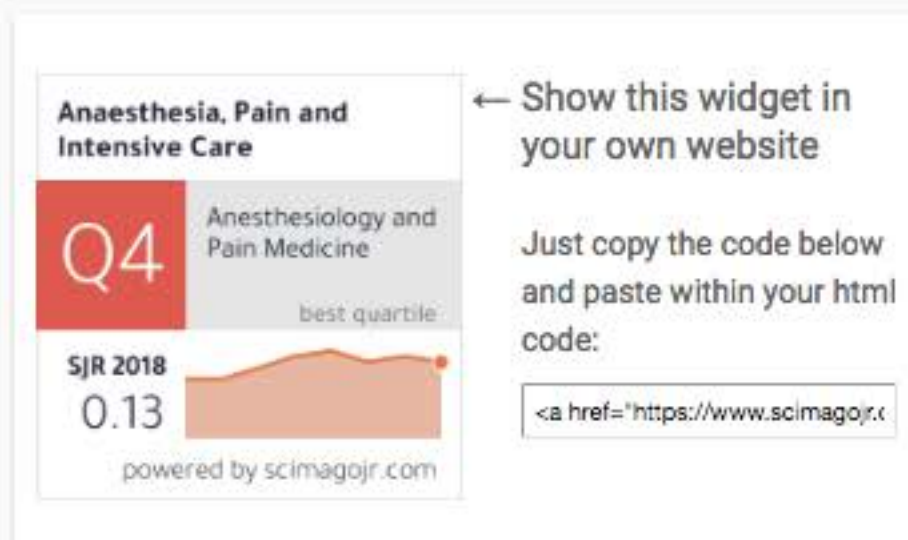 Anaesthesia, Pain and
Intensive Care
Q4
Anesthesiology and
Pain Medicine
best quartile
SJR 2018
0.13
powered by scimagojr.com
← Show this widget in
your own website
Just copy the code below
and paste within your html
code:
<a href="https://www.scimagojr.c